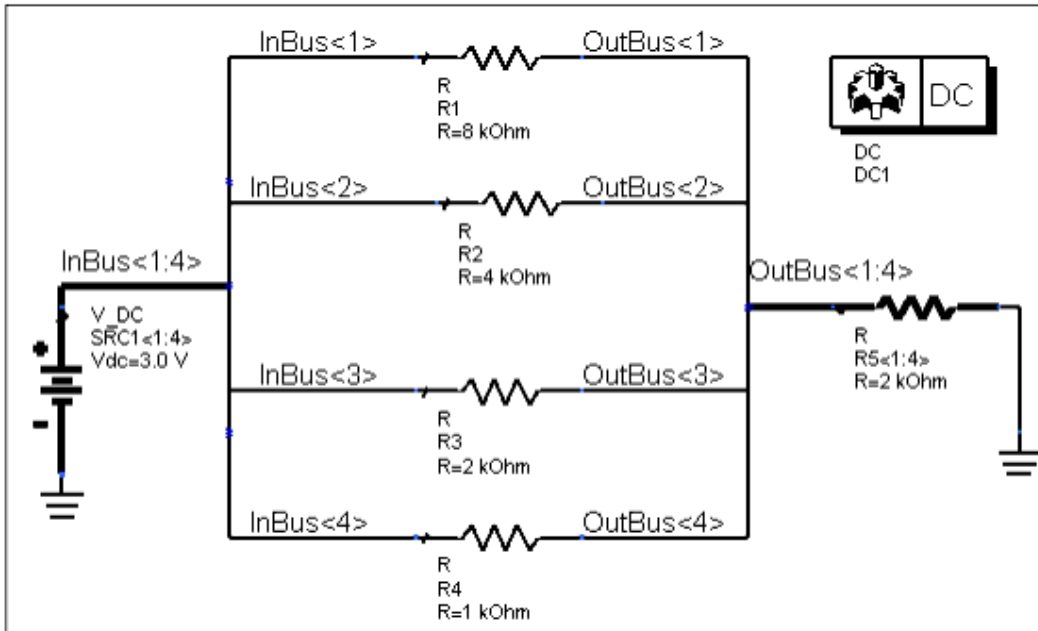 InBus<1>
OutBus<1>
R
R1
R=8 kOhm
DC
DC
DC1
InBus<2>
OutBus<2>
R
R2
R=4 kOhm
InBus<1:4>
V_DC
SRC1<1:4>
Vdc=3.0 V
+
-
OutBus<1:4>
R
R5<1:4>
R=2 kOhm
InBus<3>
OutBus<3>
R
R3
R=2 kOhm
InBus<4>
OutBus<4>
R
R4
R=1 kOhm